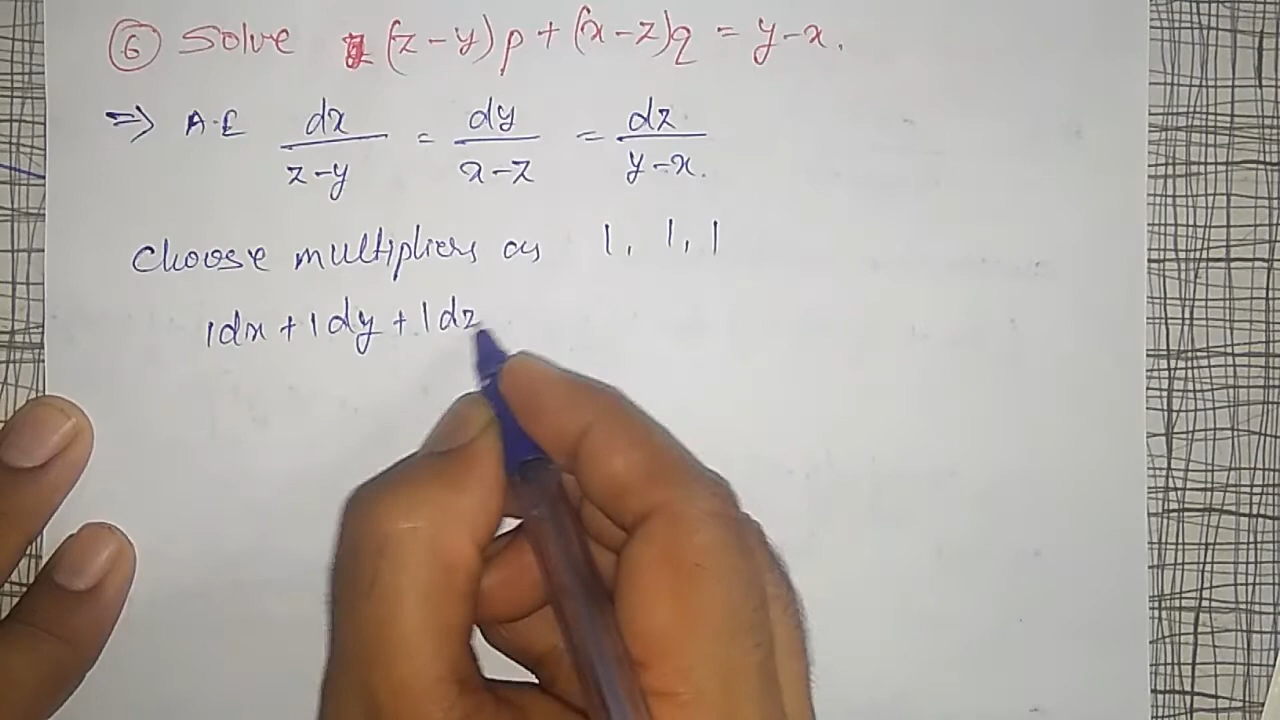 ⑥ Solve (z-y)p + (x-z)q = y-x.
⇒ A.E dx/z-y = dy/x-z = dz/y-x.
Choose multipliers as 1, 1, 1
1dx + 1dy + 1dz